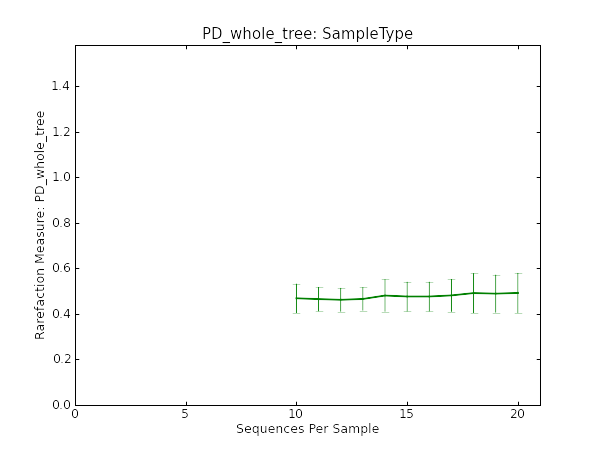 PD_whole_tree: SampleType
Rarefaction Measure: PD_whole_tree
1.4
1.2
1.0
0.8
0.6
0.4
0.2
0.0
0 5 10 15 20
Sequences Per Sample